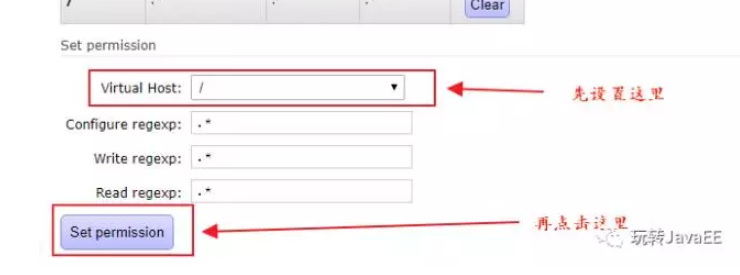 / . . . Clear
Set permission
Virtual Host: / 先设置这里
Configure regexp: .*
Write regexp: .*
Read regexp: .*
Set permission 再点击这里
玩转JavaEE